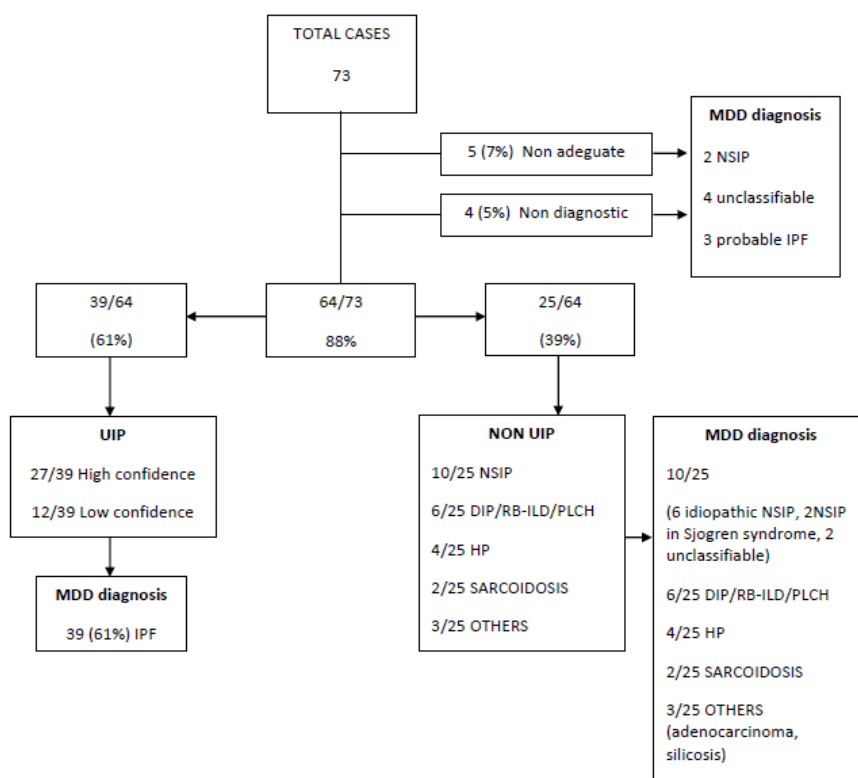 TOTAL CASES
73
5 (7%) Non adeguate
4 (5%) Non diagnostic
MDD diagnosis
2 NSIP
4 unclassifiable
3 probable IPF
39/64
(61%)
64/73
88%
25/64
(39%)
UIP
27/39 High confidence
12/39 Low confidence
MDD diagnosis
39 (61%) IPF
NON UIP
10/25 NSIP
6/25 DIP/RB-ILD/PLCH
4/25 HP
2/25 SARCOIDOSIS
3/25 OTHERS
MDD diagnosis
10/25
(6 idiopathic NSIP, 2NSIP
in Sjogren syndrome, 2
unclassifiable)
6/25 DIP/RB-ILD/PLCH
4/25 HP
2/25 SARCOIDOSIS
3/25 OTHERS
(adenocarcinoma,
silicosis)